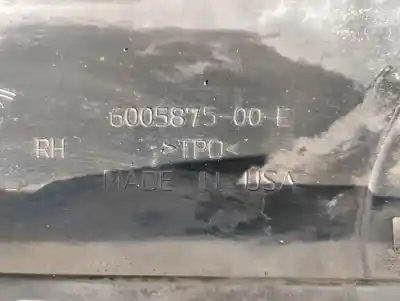 6005875-00-E
RH >TPO<
MADE IN USA